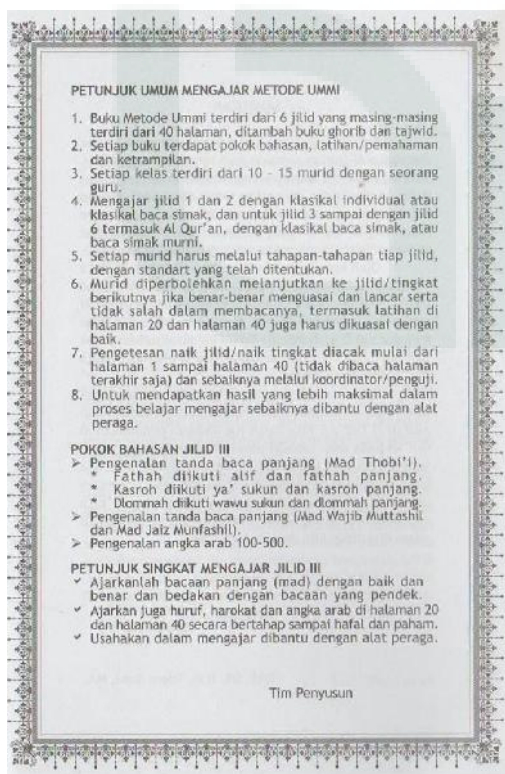 PETUNJUK UMUM MENGAJAR METODE UMMI
1. Buku Metode Ummi terdiri dari 6 jilid yang masing-masing
terdiri dari 40 halaman, ditambah buku ghorib dan tajwid.
2. Setiap buku terdapat pokok bahasan, latihan/pemahaman
dan ketrampilan.
3. Setiap kelas terdiri dari 10 - 15 murid dengan seorang
guru.
4. Mengajar jilid 1 dan 2 dengan klasikal individual atau
klasikal baca simak, dan untuk jilid 3 sampai dengan jilid
6 termasuk Al Qur'an, dengan klasikal baca simak, atau
baca simak murni.
5. Setiap murid harus melalui tahapan-tahapan tiap jilid,
dengan standart yang telah ditentukan.
6. Murid diperbolehkan melanjutkan ke jilid/tingkat
berikutnya jika benar-benar menguasai dan lancar serta
tidak salah dalam membacanya, termasuk latihan di
halaman 20 dan halaman 40 juga harus dikuasai dengan
baik.
7. Pengetesan naik jilid/naik tingkat diacak mulai dari
halaman 1 sampai halaman 40 (tidak dibaca halaman
terakhir saja) dan sebaiknya melalui koordinator/penguji.
8. Untuk mendapatkan hasil yang lebih maksimal dalam
proses belajar mengajar sebaiknya dibantu dengan alat
peraga.
POKOK BAHASAN JILID III
➢ Pengenalan tanda baca panjang (Mad Thobi'i).
* Fathah diikuti alif dan fathah panjang.
* Kasroh diikuti ya' sukun dan kasroh panjang.
* Dlommah diikuti wawu sukun dan dlommah panjang.
➢ Pengenalan tanda baca panjang (Mad Wajib Muttashil
dan Mad Jaiz Munfashil).
➢ Pengenalan angka arab 100-500.
PETUNJUK SINGKAT MENGAJAR JILID III
✓ Ajarkanlah bacaan panjang (mad) dengan baik dan
benar dan bedakan dengan bacaan yang pendek.
✓ Ajarkan juga huruf, harokat dan angka arab di halaman 20
dan halaman 40 secara bertahap sampai hafal dan paham.
✓ Usahakan dalam mengajar dibantu dengan alat peraga.
Tim Penyusun